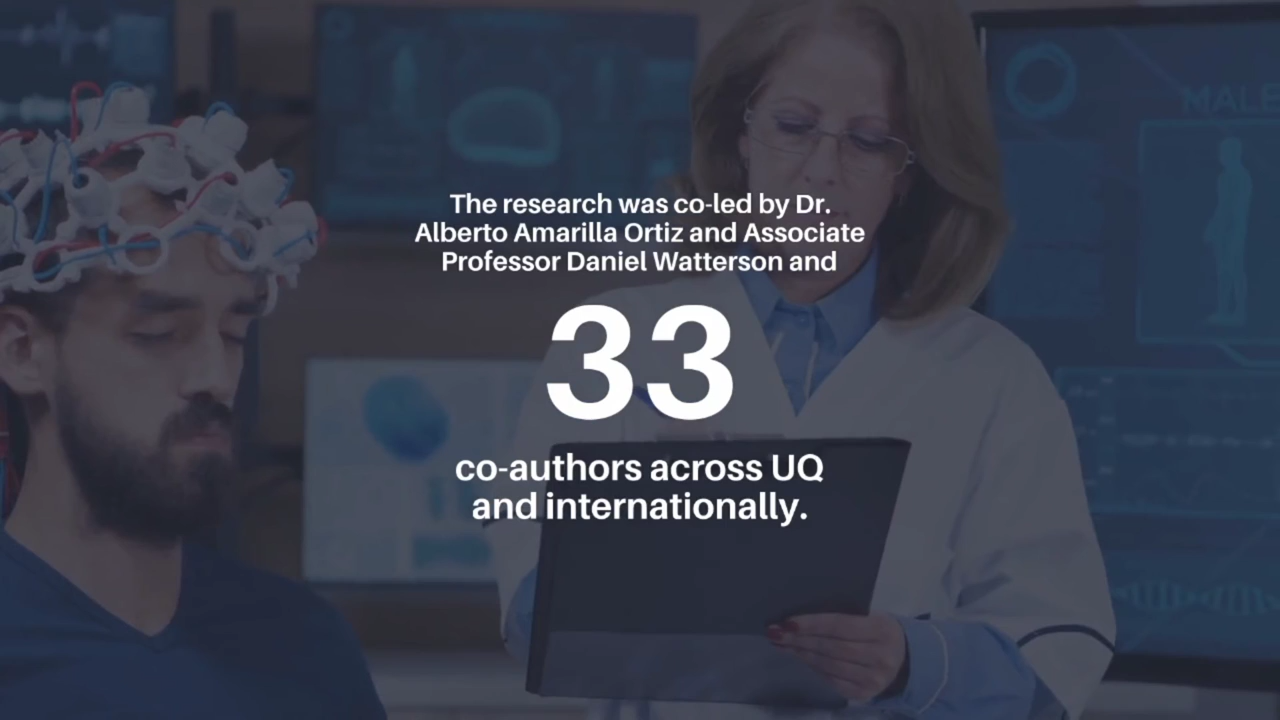 The research was co-led by Dr.
Alberto Amarilla Ortiz and Associate
Professor Daniel Watterson and
33
co-authors across UQ
and internationally.
MALE